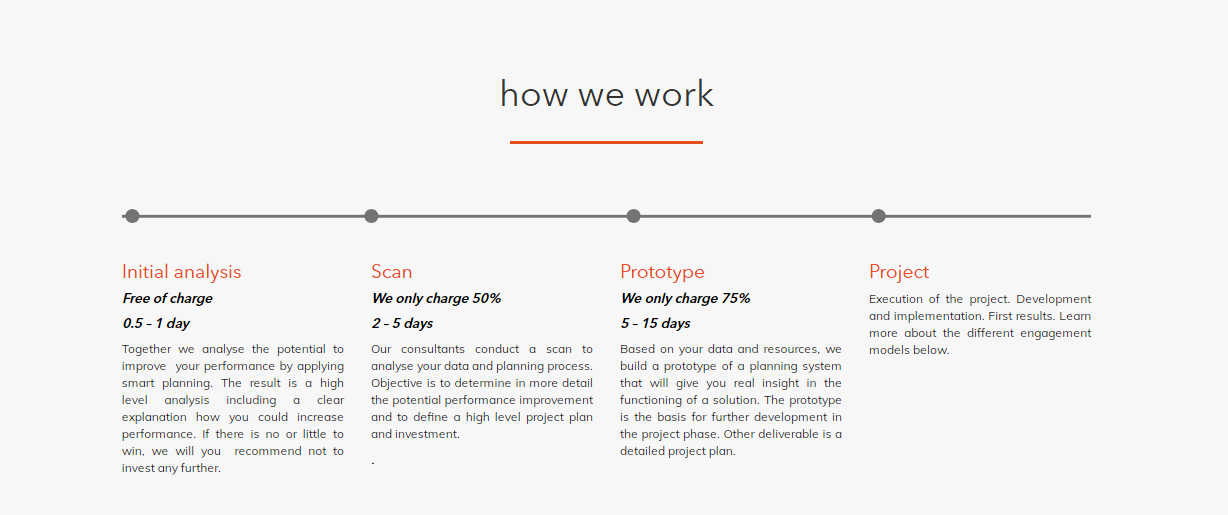 how we work
Initial analysis
Free of charge
0.5 – 1 day
Together we analyse the potential to
improve your performance by applying
smart planning. The result is a high
level analysis including a clear
explanation how you could increase
performance. If there is no or little to
win, we will you recommend not to
invest any further.
Scan
We only charge 50%
2 – 5 days
Our consultants conduct a scan to
analyse your data and planning process.
Objective is to determine in more detail
the potential performance improvement
and to define a high level project plan
and investment.
.
Prototype
We only charge 75%
5 – 15 days
Based on your data and resources, we
build a prototype of a planning system
that will give you real insight in the
functioning of a solution. The prototype
is the basis for further development in
the project phase. Other deliverable is a
detailed project plan.
Project
Execution of the project. Development
and implementation. First results. Learn
more about the different engagement
models below.